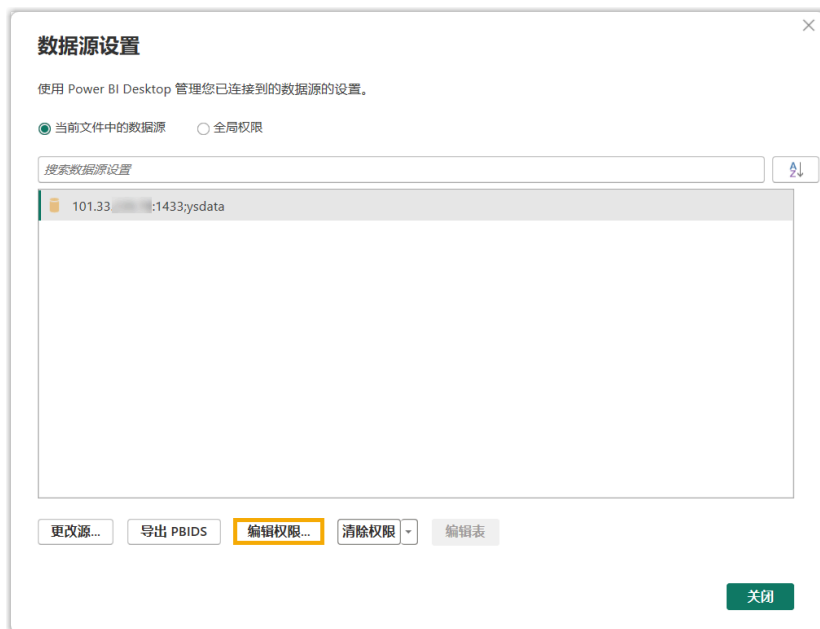 数据源设置
使用 Power BI Desktop 管理您已连接到的数据源的设置。
当前文件中的数据源 全局权限
搜索数据源设置 AZ↓
101.33 :1433;ysdata
更改源... 导出 PBIDS 编辑权限... 清除权限 编辑表
关闭